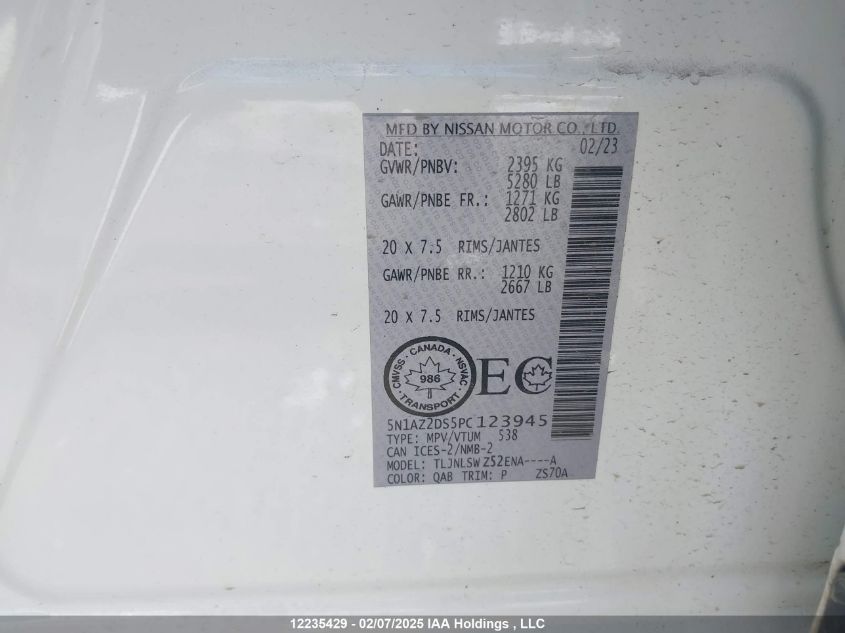 MFD BY NISSAN MOTOR CO., LTD.
DATE: 02/23
GVWR/PNBV: 2395 KG
5280 LB
GAWR/PNBE FR.: 1271 KG
2802 LB
20 X 7.5 RIMS/JANTES
GAWR/PNBE RR.: 1210 KG
2667 LB
20 X 7.5 RIMS/JANTES
CMVSS · CANADA · NSVAC
986
· TRANSPORT ·
EC
5N1AZ2DS5PC123945
TYPE: MPV/VTUM 538
CAN ICES-2/NMB-2
MODEL: TLJNLSW Z52ENA----A
COLOR: QAB TRIM: P ZS70A
12235429 - 02/07/2025 IAA Holdings , LLC